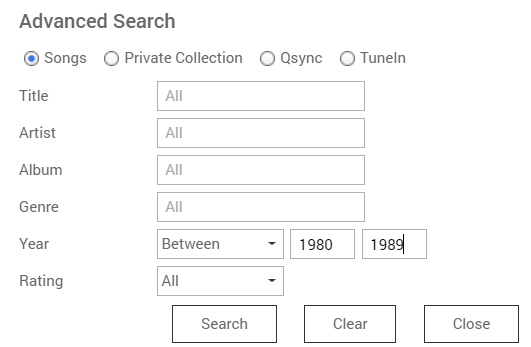 Advanced Search
Songs Private Collection Qsync TuneIn
Title All
Artist All
Album All
Genre All
Year Between 1980 1989
Rating All
Search Clear Close